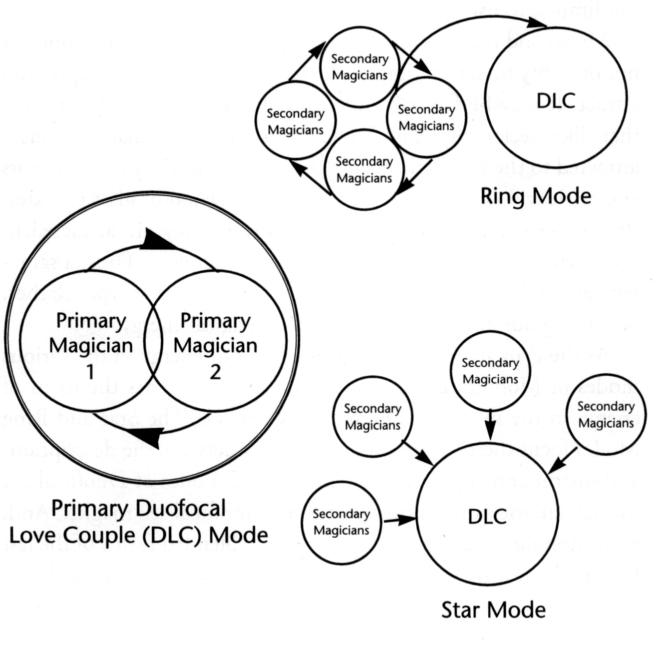 Secondary
Magicians
Secondary
Magicians
Secondary
Magicians
Secondary
Magicians
DLC
Ring Mode
Primary
Magician
1
Primary
Magician
2
Primary Duofocal
Love Couple (DLC) Mode
Secondary
Magicians
Secondary
Magicians
Secondary
Magicians
Secondary
Magicians
DLC
Star Mode